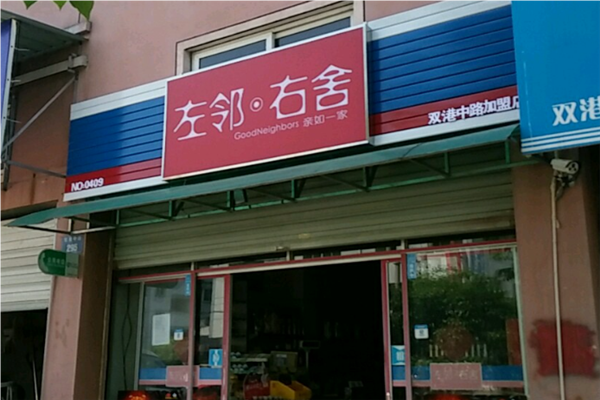 左邻·右舍
GoodNeighbors 亲如一家
双港中路加盟店
NO:0409
双港